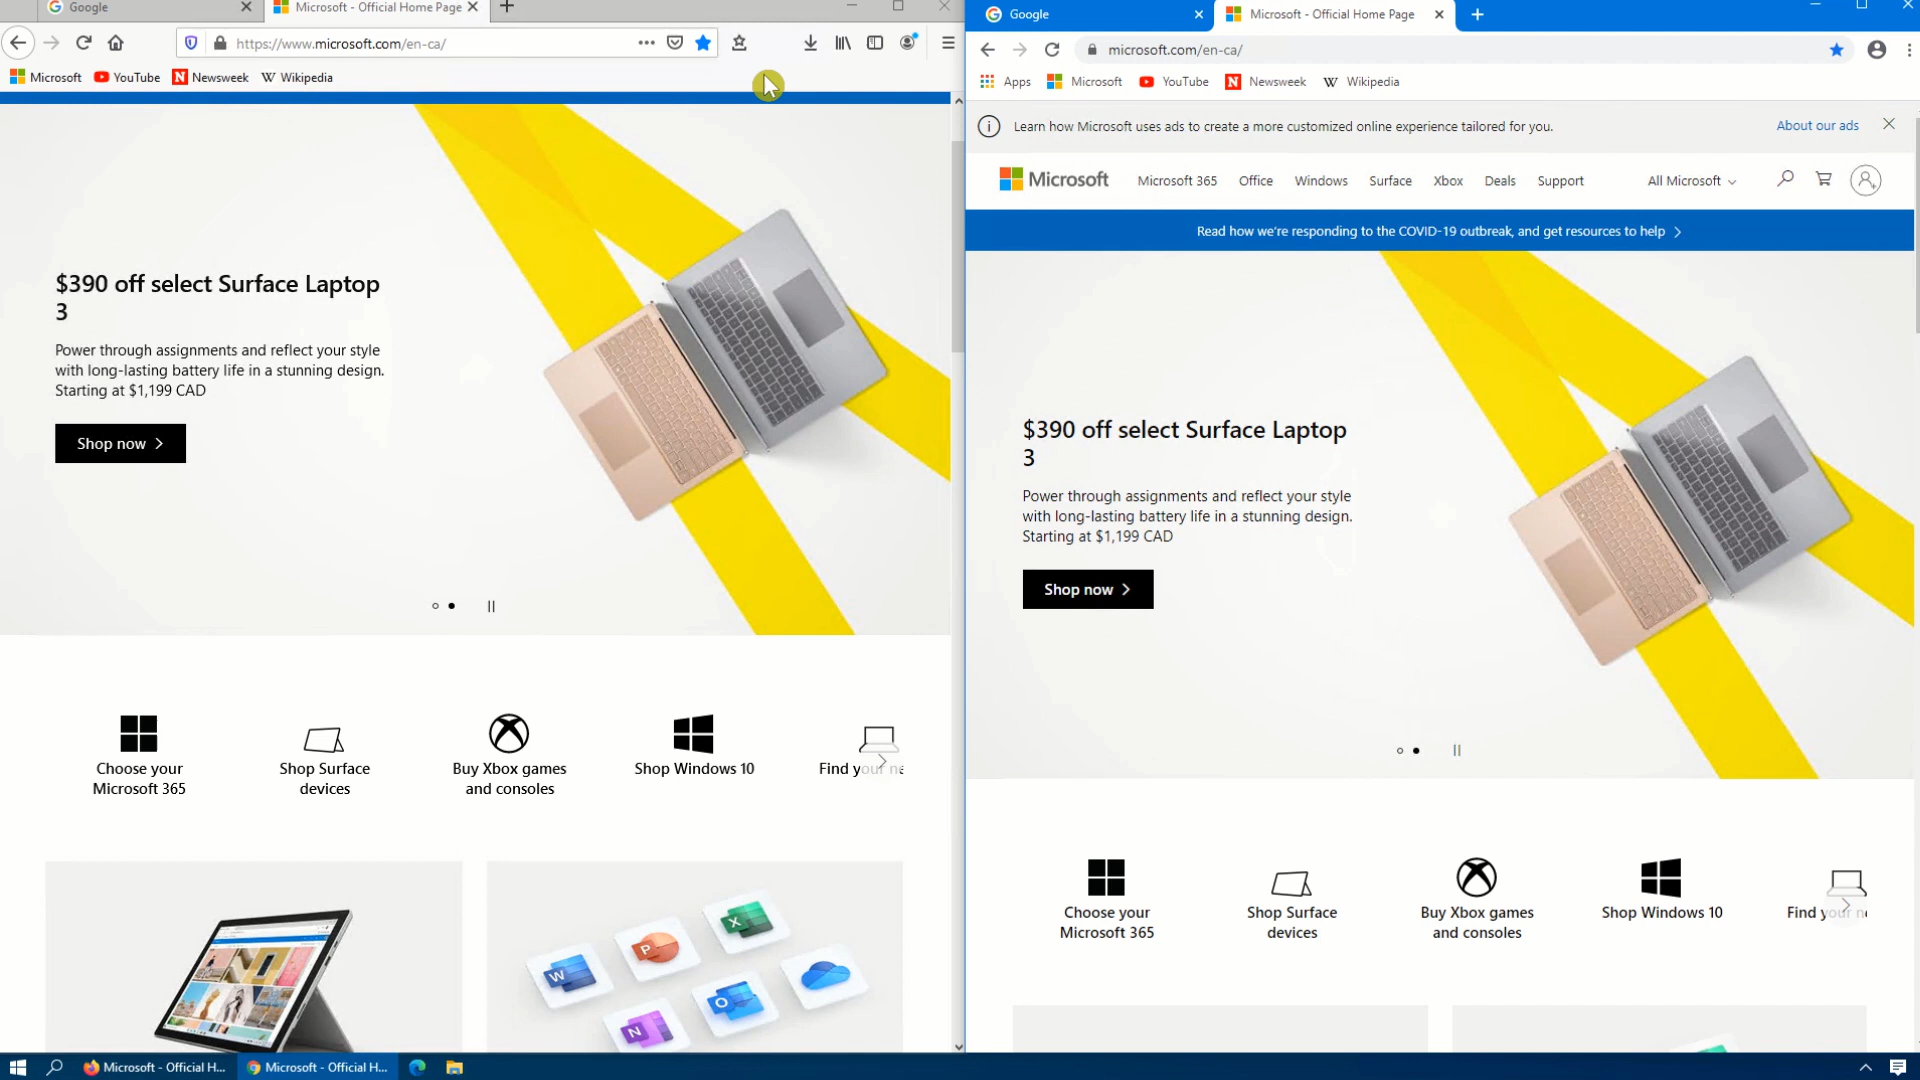 Google
Microsoft - Official Home Page
https://www.microsoft.com/en-ca/
Microsoft
YouTube
Newsweek
Wikipedia
$390 off select Surface Laptop
3
Power through assignments and reflect your style
with long-lasting battery life in a stunning design.
Starting at $1,199 CAD
Shop now
Choose your
Microsoft 365
Shop Surface
devices
Buy Xbox games
and consoles
Shop Windows 10
Find your ne
Google
Microsoft - Official Home Page
microsoft.com/en-ca/
Apps
Microsoft
YouTube
Newsweek
Wikipedia
Learn how Microsoft uses ads to create a more customized online experience tailored for you.
About our ads
Microsoft
Microsoft 365
Office
Windows
Surface
Xbox
Deals
Support
All Microsoft
Read how we're responding to the COVID-19 outbreak, and get resources to help
$390 off select Surface Laptop
3
Power through assignments and reflect your style
with long-lasting battery life in a stunning design.
Starting at $1,199 CAD
Shop now
Choose your
Microsoft 365
Shop Surface
devices
Buy Xbox games
and consoles
Shop Windows 10
Find your ne
Microsoft - Official H...
Microsoft - Official H...